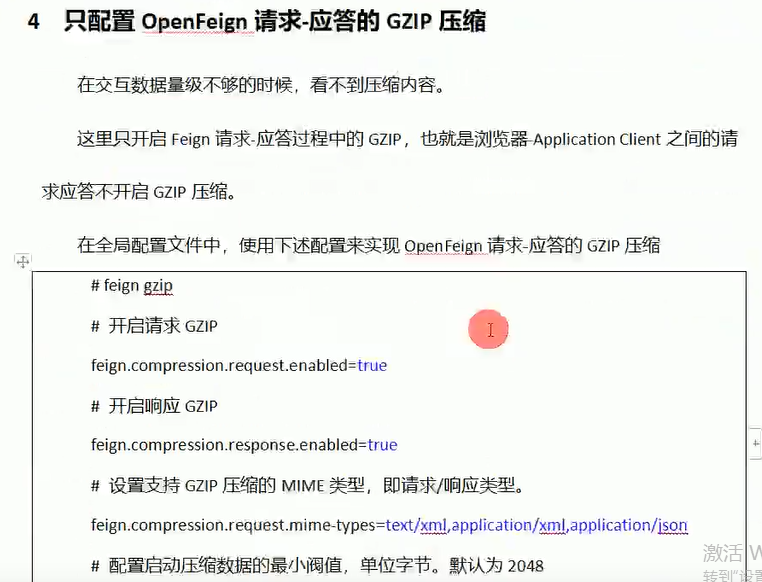 4 只配置 OpenFeign 请求-应答的 GZIP 压缩
在交互数据量级不够的时候，看不到压缩内容。
这里只开启 Feign 请求-应答过程中的 GZIP，也就是浏览器-Application Client 之间的请
求应答不开启 GZIP 压缩。
在全局配置文件中，使用下述配置来实现 OpenFeign 请求-应答的 GZIP 压缩
# feign gzip
# 开启请求 GZIP
feign.compression.request.enabled=true
# 开启响应 GZIP
feign.compression.response.enabled=true
# 设置支持 GZIP 压缩的 MIME 类型，即请求/响应类型。
feign.compression.request.mime-types=text/xml,application/xml,application/json
# 配置启动压缩数据的最小阀值，单位字节。默认为 2048
激活 W
转到"设置